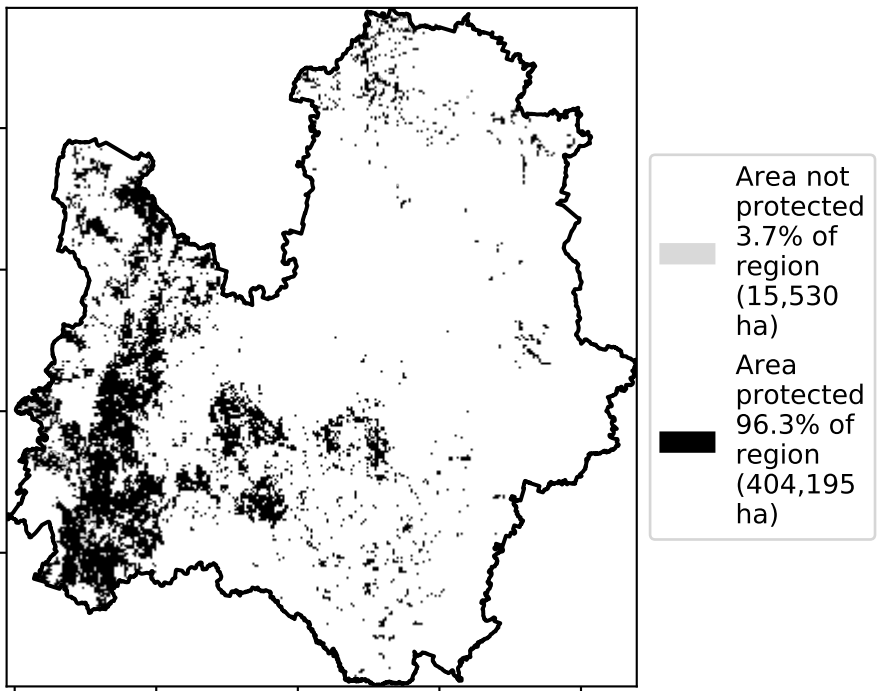 Area not
protected
3.7% of
region
(15,530
ha)
Area
protected
96.3% of
region
(404,195
ha)